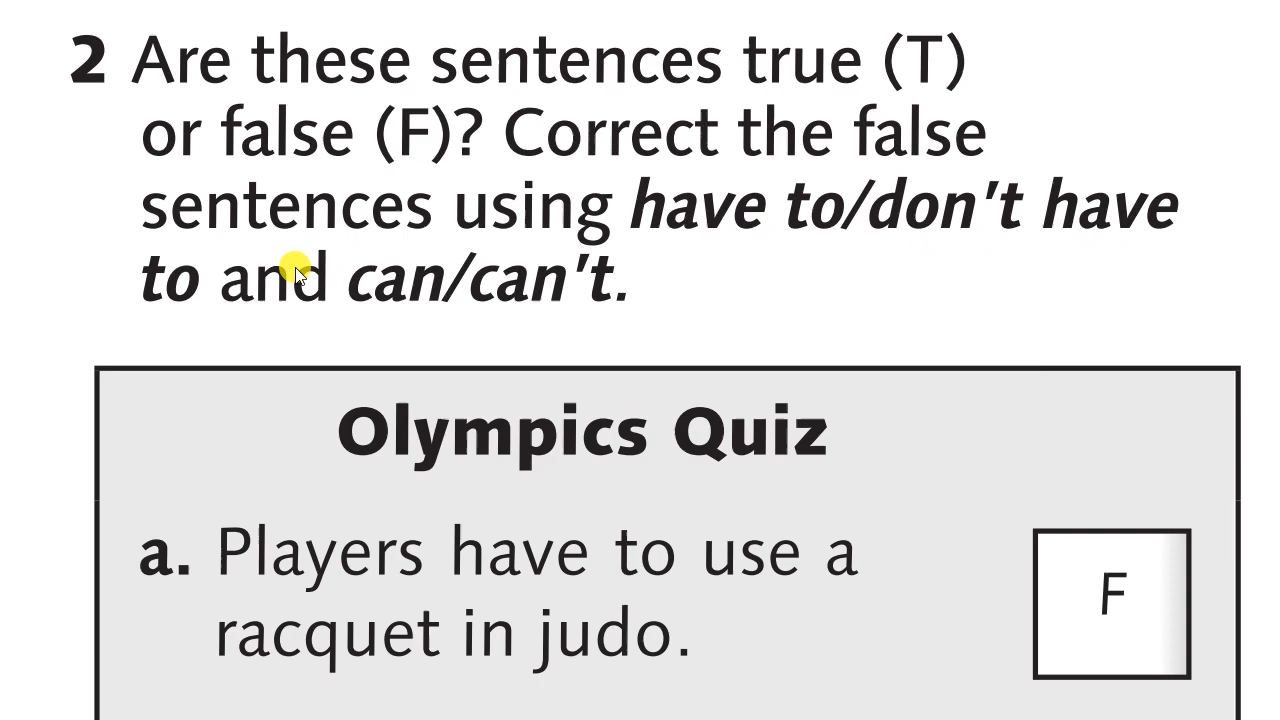 2 Are these sentences true (T)
or false (F)? Correct the false
sentences using have to/don't have
to and can/can't.
Olympics Quiz
a. Players have to use a
racquet in judo.
F